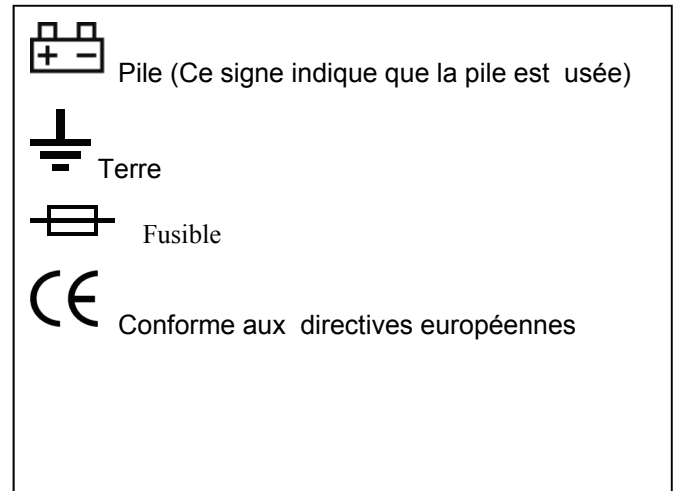 + −
Pile (Ce signe indique que la pile est usée)
Terre
Fusible
CE Conforme aux directives européennes